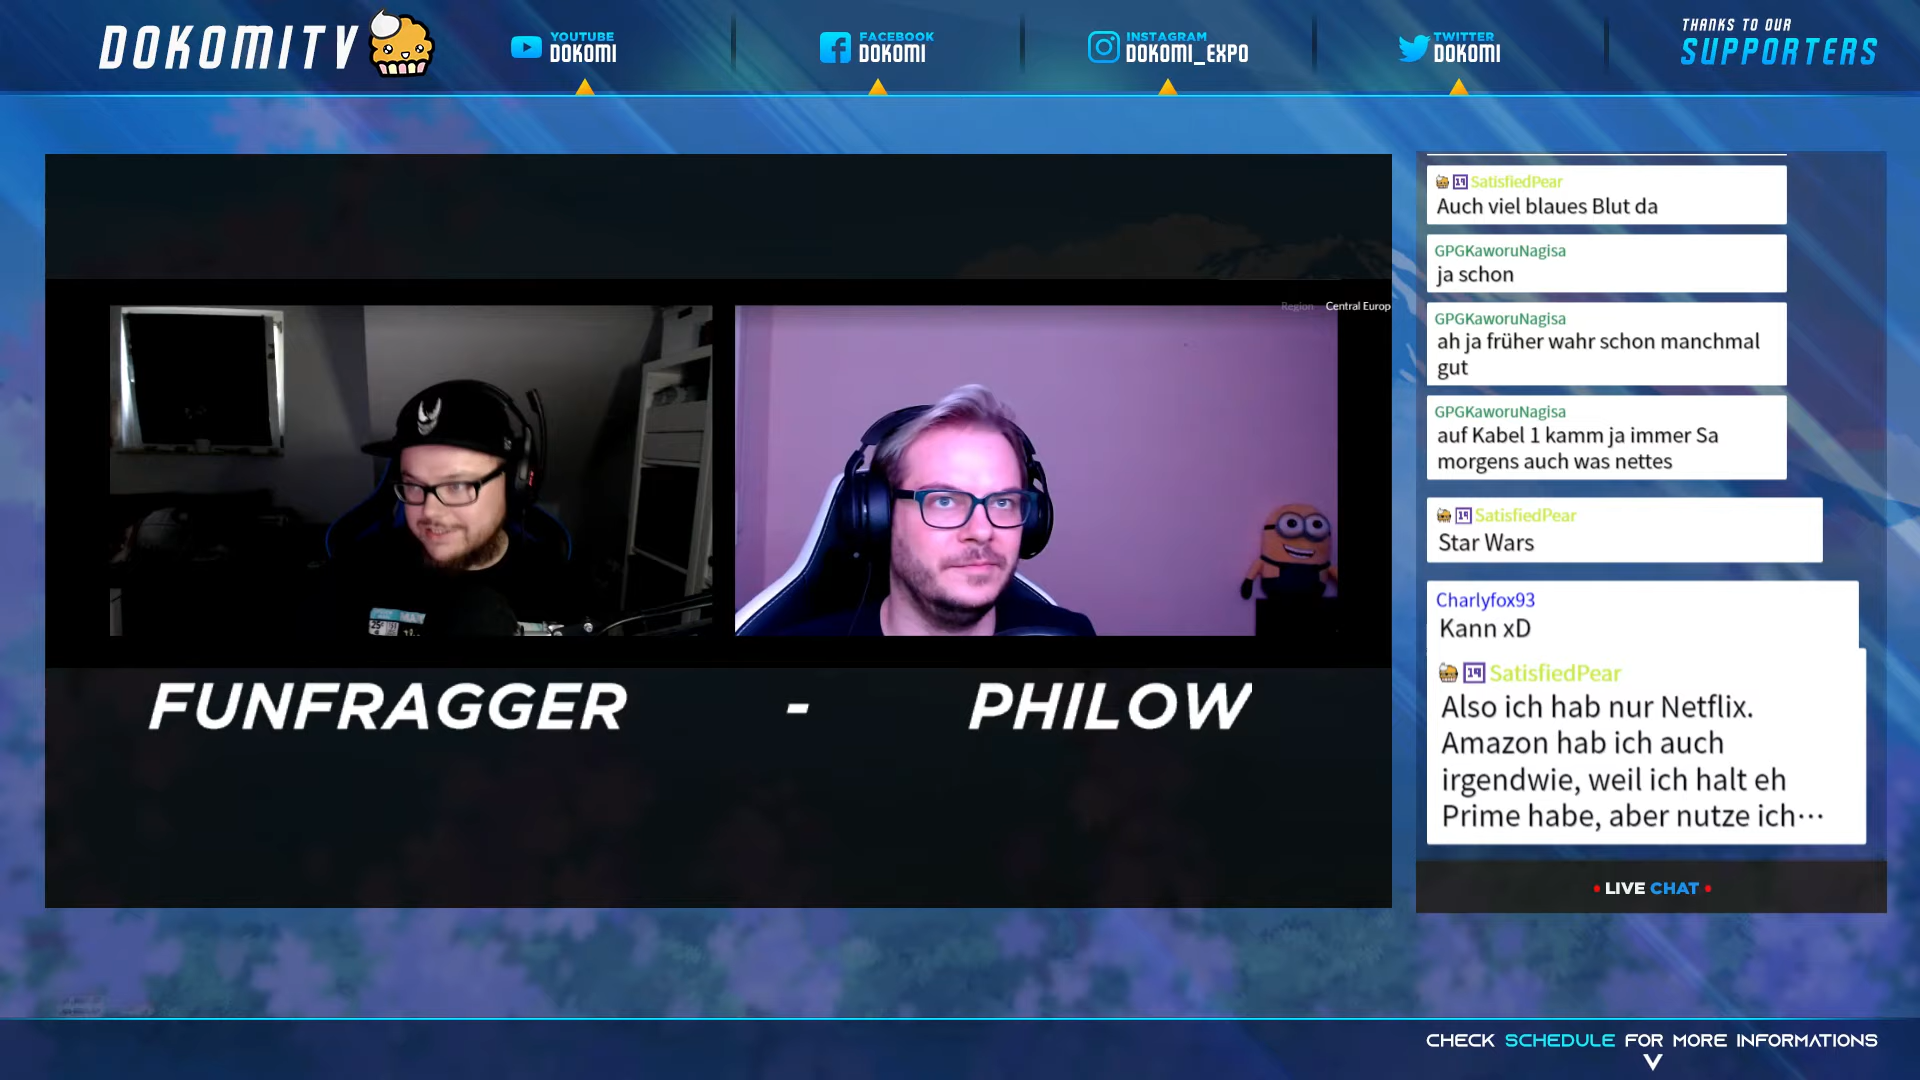 DOKOMITV
YOUTUBE
DOKOMI
FACEBOOK
DOKOMI
INSTAGRAM
DOKOMI_EXPO
TWITTER
DOKOMI
THANKS TO OUR
SUPPORTERS
Region Central Europ
FUNFRAGGER - PHILOW
19 SatisfiedPear
Auch viel blaues Blut da
GPGKaworuNagisa
ja schon
GPGKaworuNagisa
ah ja früher wahr schon manchmal
gut
GPGKaworuNagisa
auf Kabel 1 kamm ja immer Sa
morgens auch was nettes
19 SatisfiedPear
Star Wars
Charlyfox93
Kann xD
19 SatisfiedPear
Also ich hab nur Netflix.
Amazon hab ich auch
irgendwie, weil ich halt eh
Prime habe, aber nutze ich…
• LIVE CHAT •
CHECK SCHEDULE FOR MORE INFORMATIONS